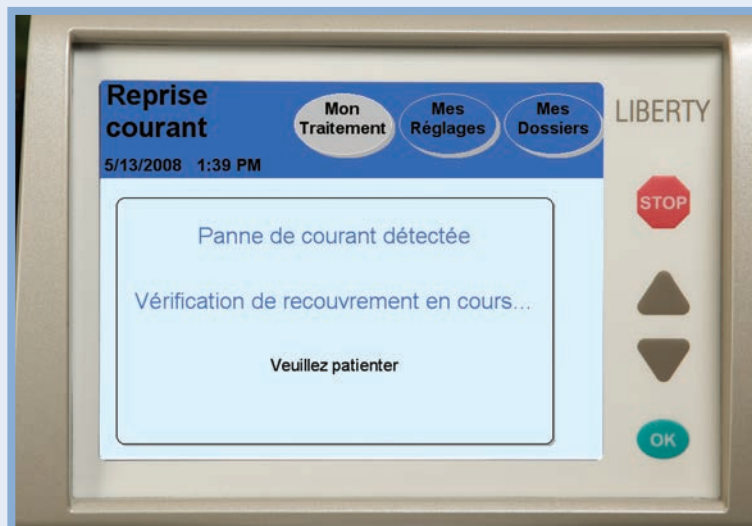 Reprise
courant
5/13/2008 1:39 PM
Mon
Traitement
Mes
Réglages
Mes
Dossiers
LIBERTY
Panne de courant détectée
Vérification de recouvrement en cours...
Veuillez patienter
STOP
OK